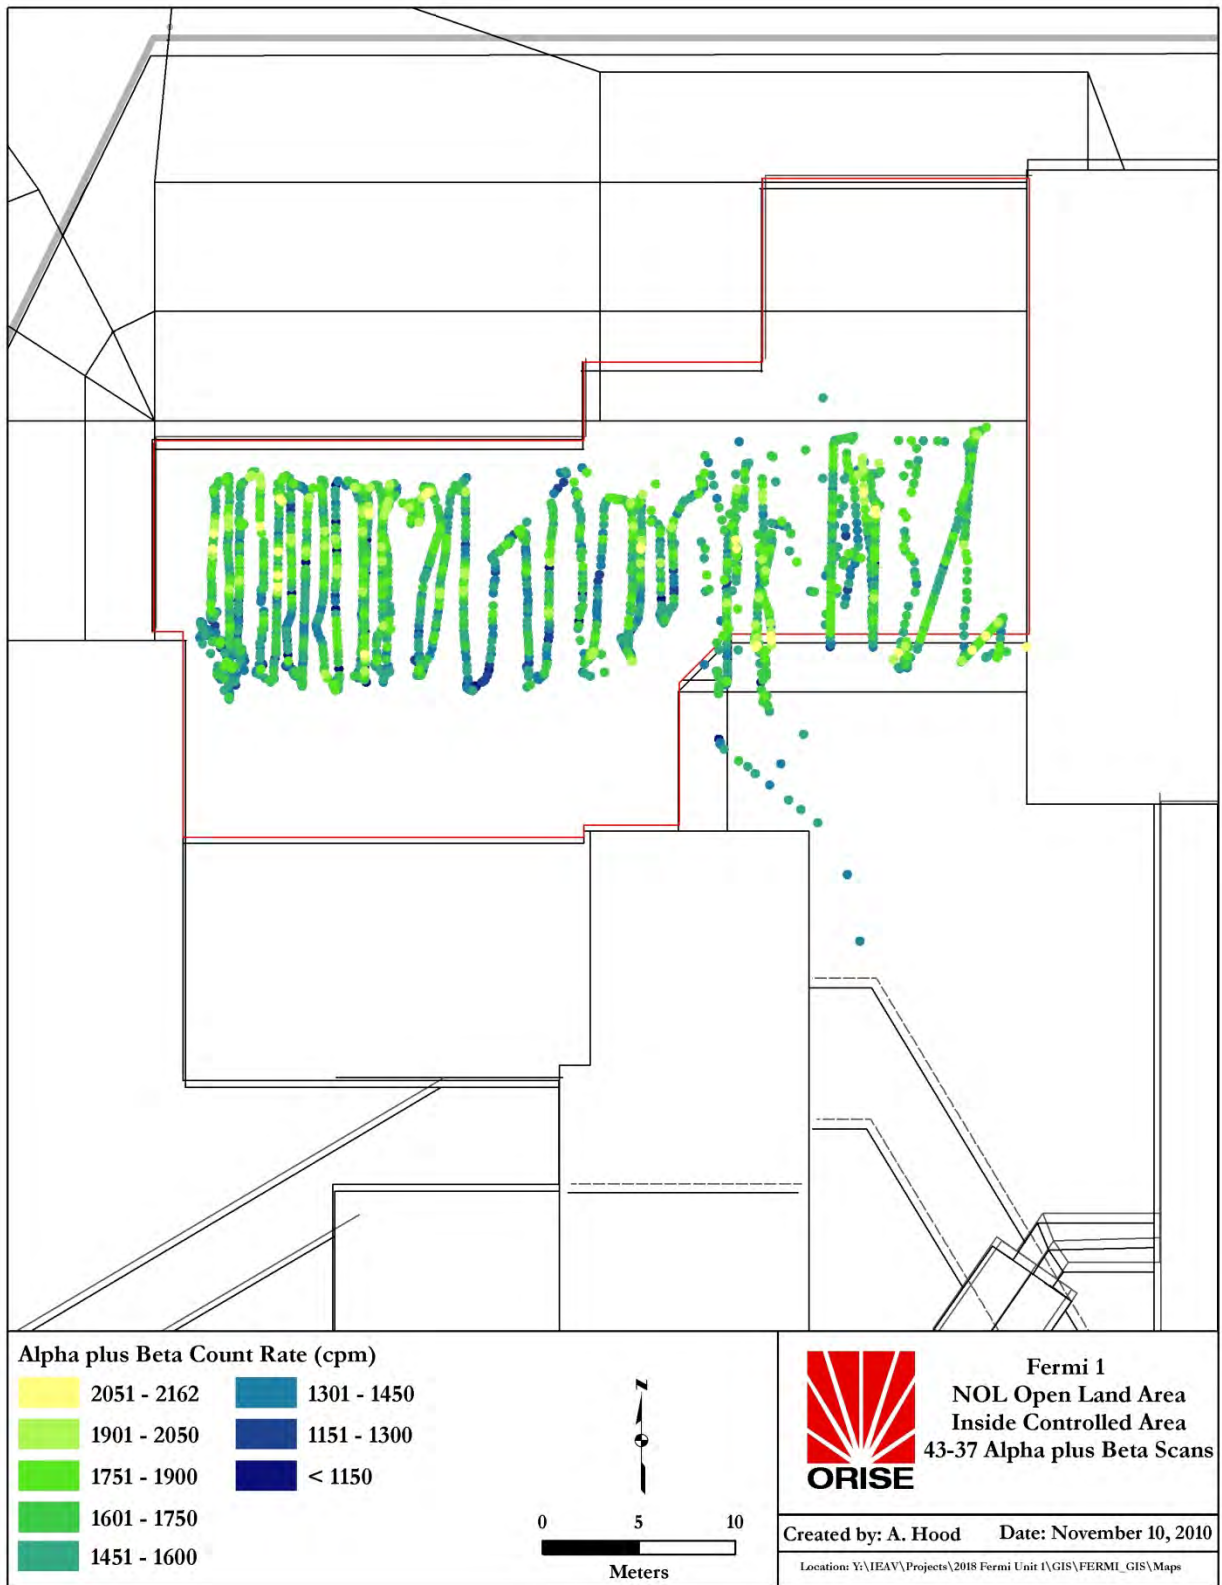 Alpha plus Beta Count Rate (cpm)
2051 - 2162
1901 - 2050
1751 - 1900
1601 - 1750
1451 - 1600
1301 - 1450
1151 - 1300
< 1150
N
0 5 10
Meters
ORISE
Fermi 1
NOL Open Land Area
Inside Controlled Area
43-37 Alpha plus Beta Scans
Created by: A. Hood Date: November 10, 2010
Location: Y:\IEAV\Projects\2018 Fermi Unit 1\GIS\FERMI_GIS\Maps